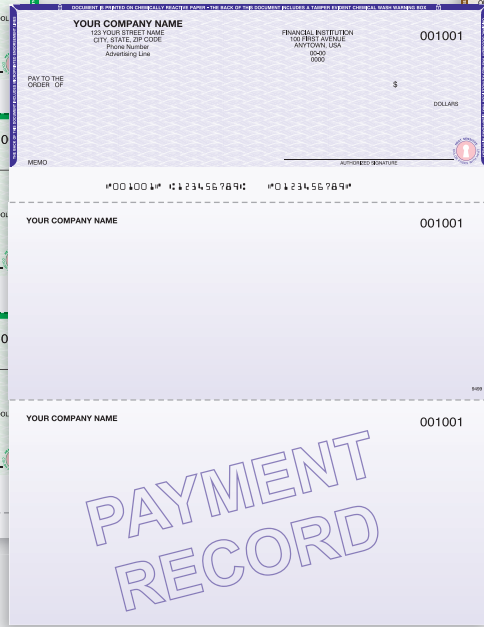 DOCUMENT IS PRINTED ON CHEMICALLY REACTIVE PAPER • THE BACK OF THIS DOCUMENT INCLUDES A TAMPER EVIDENT CHEMICAL WASH WARNING BOX
YOUR COMPANY NAME
123 YOUR STREET NAME
CITY, STATE, ZIP CODE
Phone Number
Advertising Line
FINANCIAL INSTITUTION
100 FIRST AVENUE
ANYTOWN, USA
00-00
0000
001001
PAY TO THE
ORDER OF
$
DOLLARS
MEMO
AUTHORIZED SIGNATURE
⑈001001⑈ ⑆123456789⑆ ⑈0123456789⑈
YOUR COMPANY NAME
001001
YOUR COMPANY NAME
001001
PAYMENT
RECORD